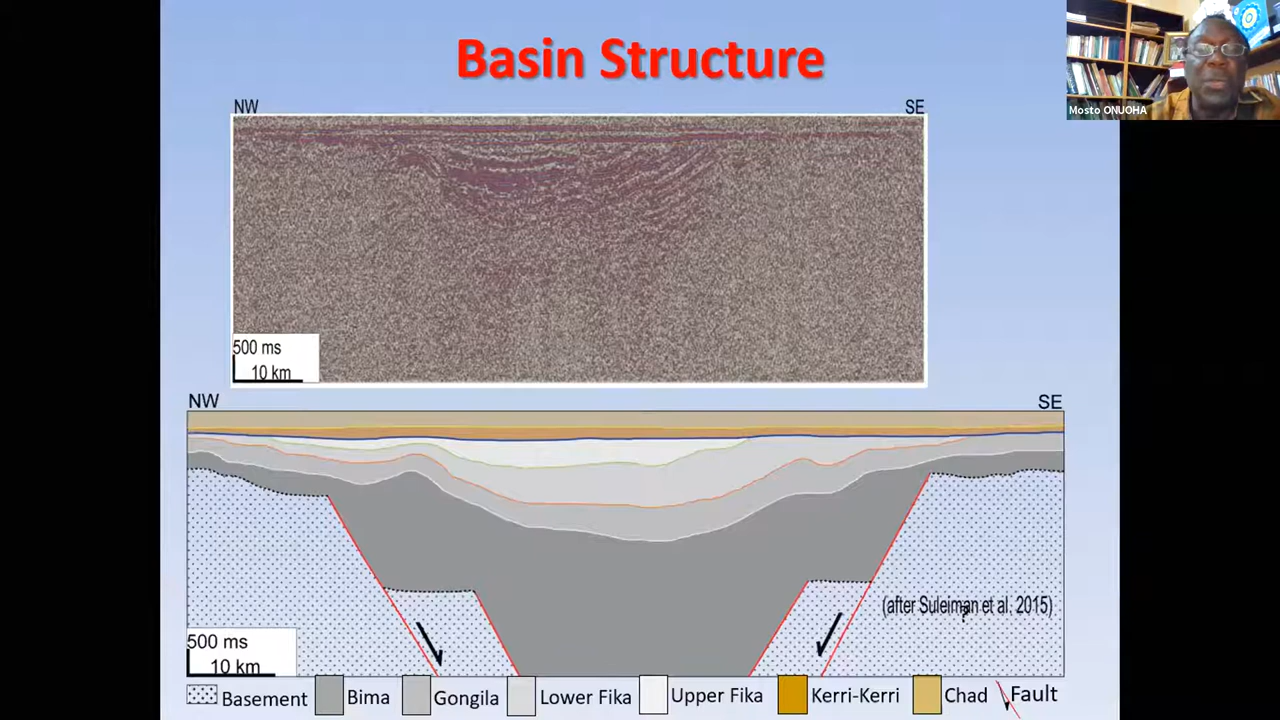 Basin Structure
Mosto ONUOHA
NW SE
500 ms
10 km
NW SE
(after Suleiman et al. 2015)
?
500 ms
10 km
Basement Bima Gongila Lower Fika Upper Fika Kerri-Kerri Chad Fault